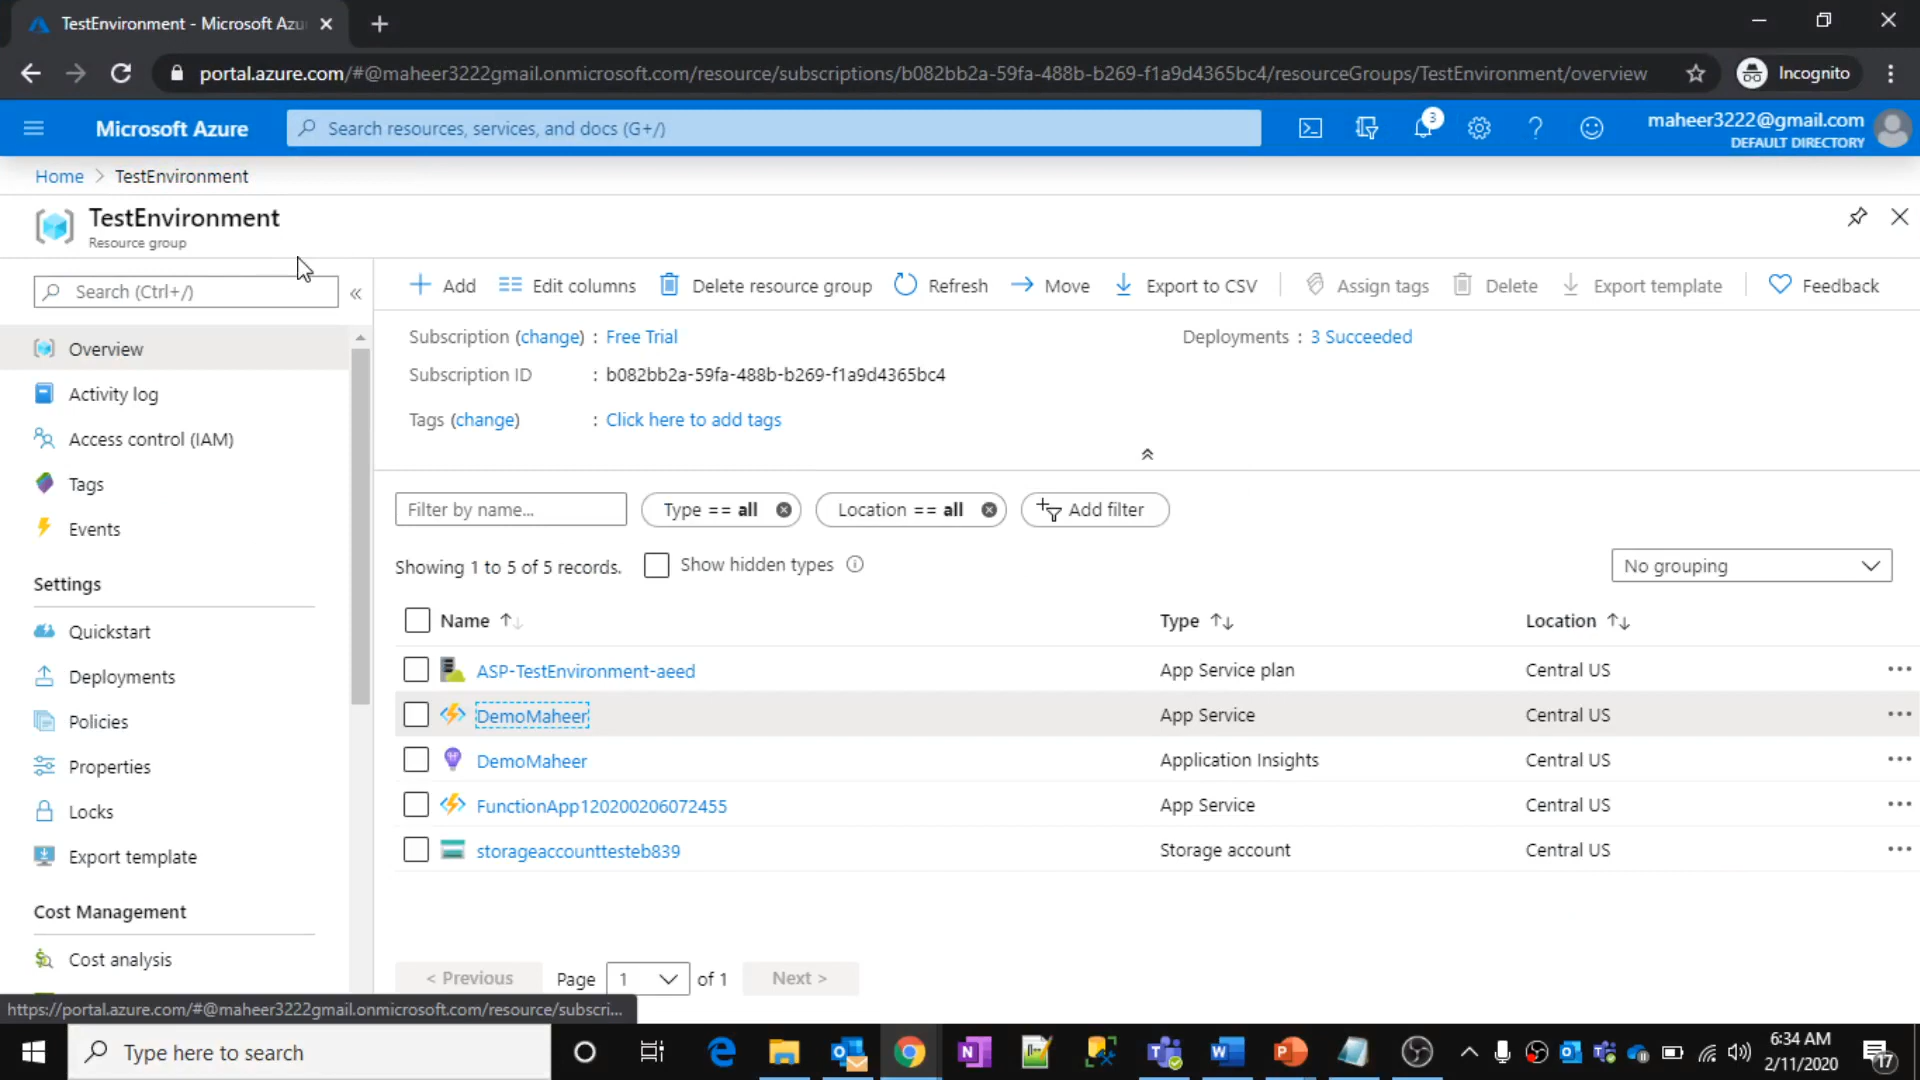 TestEnvironment - Microsoft Azu
portal.azure.com/#@maheer3222gmail.onmicrosoft.com/resource/subscriptions/b082bb2a-59fa-488b-b269-f1a9d4365bc4/resourceGroups/TestEnvironment/overview
Incognito
Microsoft Azure
Search resources, services, and docs (G+/)
3
maheer3222@gmail.com
DEFAULT DIRECTORY
Home > TestEnvironment
TestEnvironment
Resource group
Search (Ctrl+/)
«
Add
Edit columns
Delete resource group
Refresh
Move
Export to CSV
Assign tags
Delete
Export template
Feedback
Overview
Activity log
Access control (IAM)
Tags
Events
Settings
Quickstart
Deployments
Policies
Properties
Locks
Export template
Cost Management
Cost analysis
Subscription (change) : Free Trial
Deployments : 3 Succeeded
Subscription ID : b082bb2a-59fa-488b-b269-f1a9d4365bc4
Tags (change) : Click here to add tags
Filter by name...
Type == all
Location == all
Add filter
Showing 1 to 5 of 5 records.
Show hidden types
No grouping
Name Type Location
ASP-TestEnvironment-aeed App Service plan Central US
DemoMaheer App Service Central US
DemoMaheer Application Insights Central US
FunctionApp120200206072455 App Service Central US
storageaccounttesteb839 Storage account Central US
< Previous Page 1 of 1 Next >
https://portal.azure.com/#@maheer3222gmail.onmicrosoft.com/resource/subscri...
Type here to search
6:34 AM
2/11/2020
17